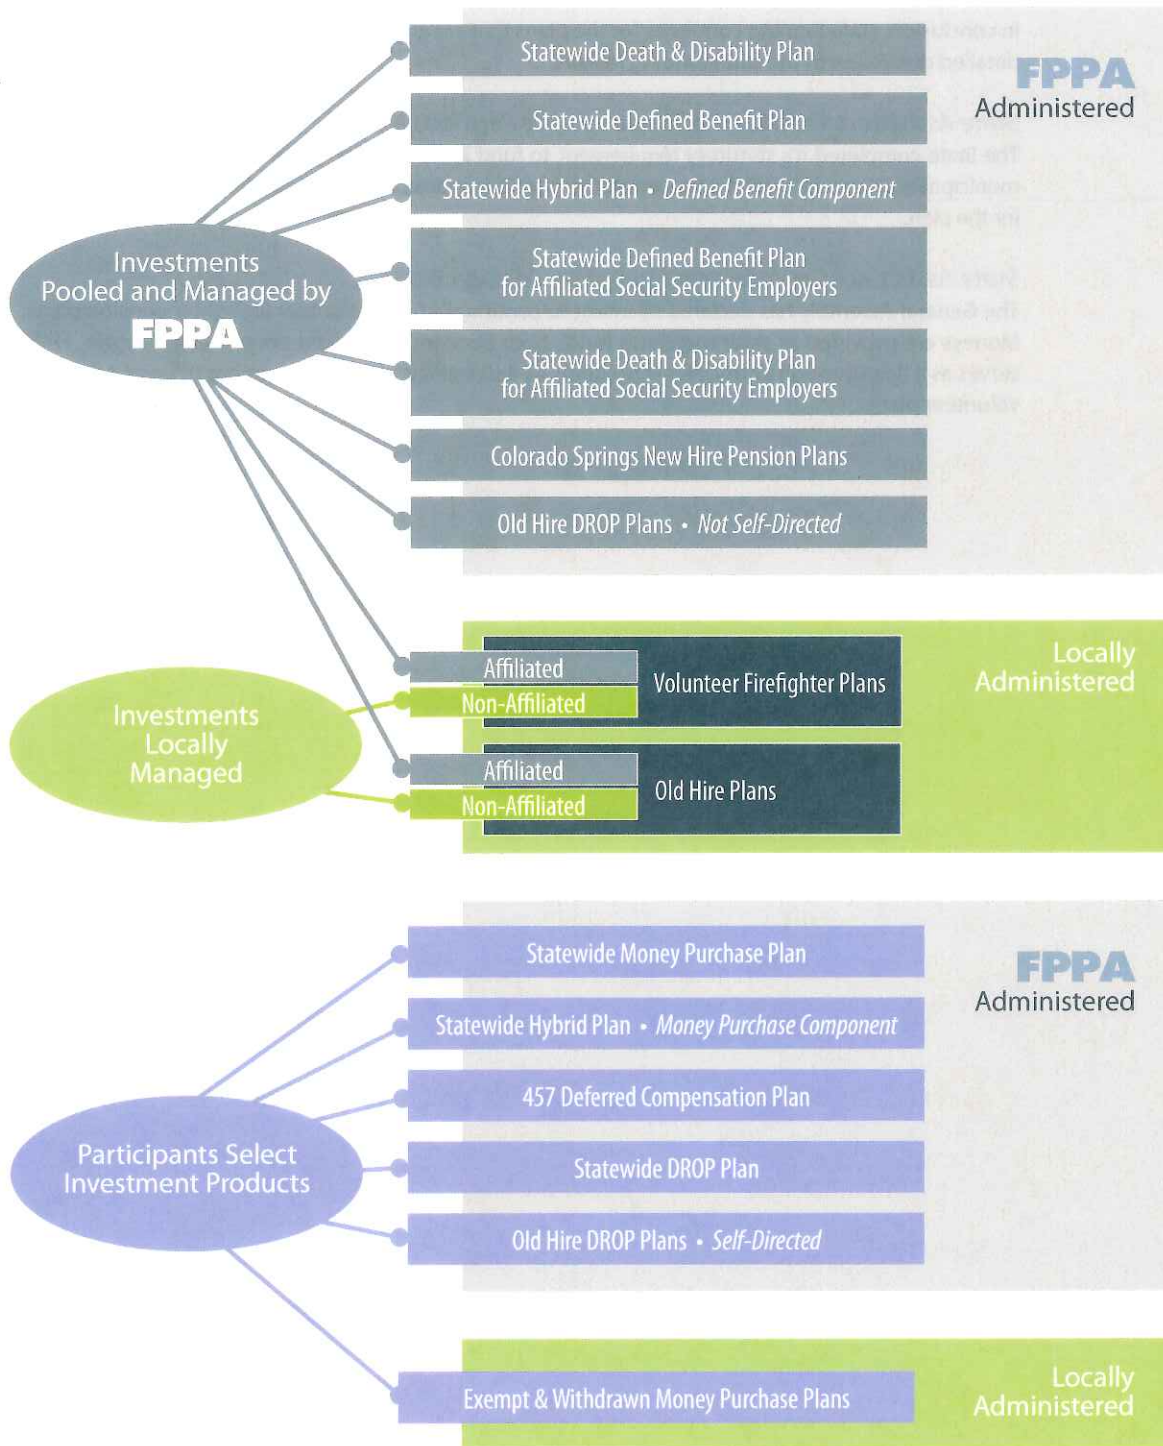 Statewide Death & Disability Plan
FPPA
Administered
Statewide Defined Benefit Plan
Statewide Hybrid Plan • Defined Benefit Component
Investments
Pooled and Managed by
FPPA
Statewide Defined Benefit Plan
for Affiliated Social Security Employers
Statewide Death & Disability Plan
for Affiliated Social Security Employers
Colorado Springs New Hire Pension Plans
Old Hire DROP Plans • Not Self-Directed
Locally
Administered
Affiliated
Non-Affiliated
Volunteer Firefighter Plans
Investments
Locally
Managed
Affiliated
Non-Affiliated
Old Hire Plans
Statewide Money Purchase Plan
FPPA
Administered
Statewide Hybrid Plan • Money Purchase Component
457 Deferred Compensation Plan
Participants Select
Investment Products
Statewide DROP Plan
Old Hire DROP Plans • Self-Directed
Exempt & Withdrawn Money Purchase Plans
Locally
Administered